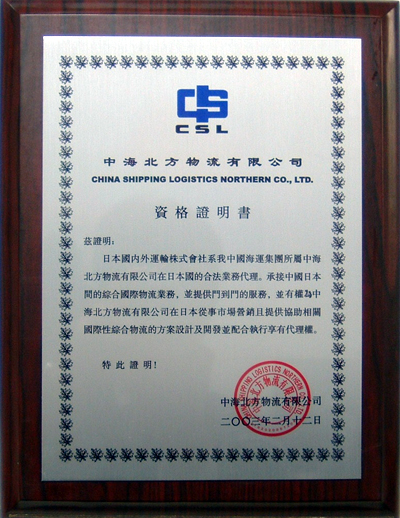 CSL
中海北方物流有限公司
CHINA SHIPPING LOGISTICS NORTHERN CO., LTD.
資格證明書
茲證明：
日本國内外運輸株式會社系我中國海運集團所屬中海
北方物流有限公司在日本國的合法業務代理。承接中國日本
間的綜合國際物流業務，並提供門到門的服務，並有權為中
海北方物流有限公司在日本從事市場營銷且提供協助相關
國際性綜合物流的方案設計及開發並配合執行享有代理權。
特此證明！
中海北方物流有限公司
二〇〇三年二月十二日